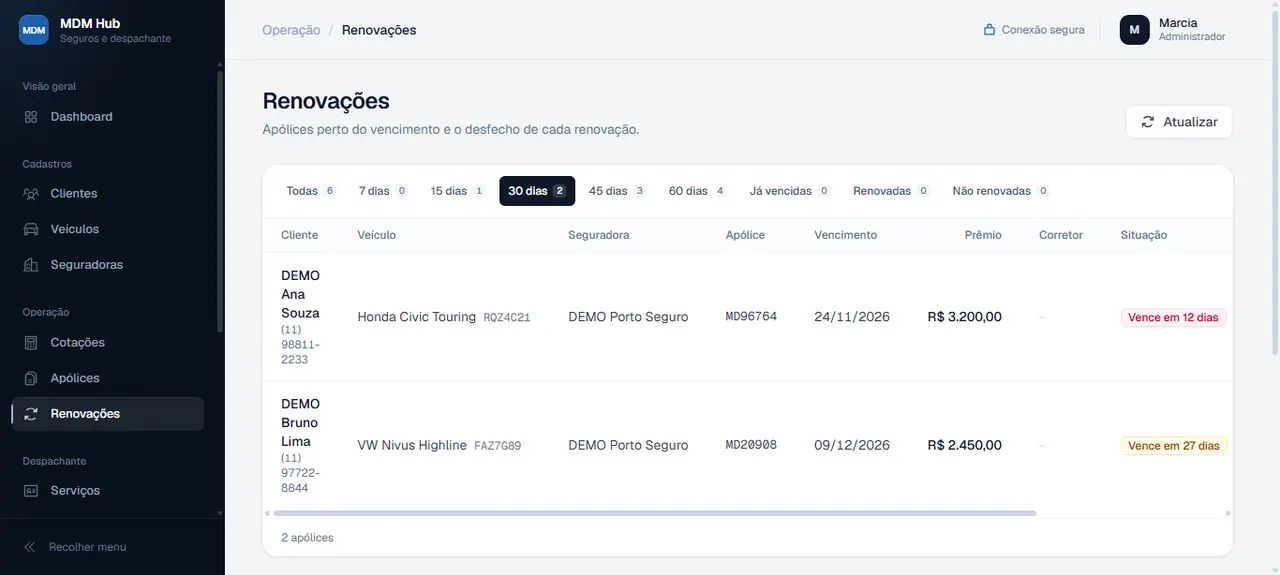 MDM
MDM Hub
Seguros e despachante
Visão geral
Dashboard
Cadastros
Clientes
Veículos
Seguradoras
Operação
Cotações
Apólices
Renovações
Despachante
Serviços
Recolher menu
Operação / Renovações
Conexão segura
M
Marcia
Administrador
Renovações
Apólices perto do vencimento e o desfecho de cada renovação.
Atualizar
Todas 6 7 dias 0 15 dias 1 30 dias 2 45 dias 3 60 dias 4 Já vencidas 0 Renovadas 0 Não renovadas 0
Cliente Veículo Seguradora Apólice Vencimento Prêmio Corretor Situação
DEMO
Ana
Souza
(11)
98811-
2233
Honda Civic Touring RQZ4C21 DEMO Porto Seguro MD96764 24/11/2026 R$ 3.200,00 – Vence em 12 dias
DEMO
Bruno
Lima
(11)
97722-
8844
VW Nivus Highline FAZ7G89 DEMO Porto Seguro MD20908 09/12/2026 R$ 2.450,00 – Vence em 27 dias
2 apólices